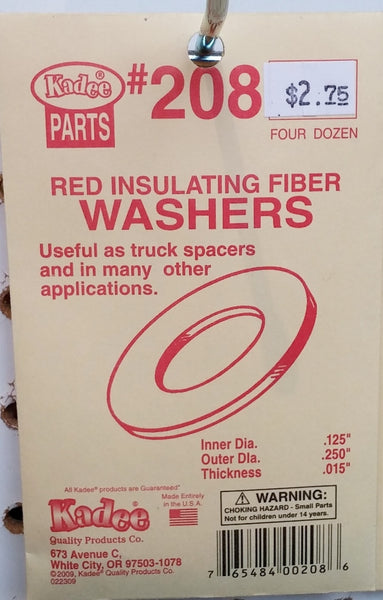 Kadee®
PARTS
#208
$2.75
FOUR DOZEN
RED INSULATING FIBER
WASHERS
Useful as truck spacers
and in many other
applications.
Inner Dia. .125"
Outer DIa. .250"
Thickness .015"
All Kadee® products are Guaranteed"
Kadee®
Quality Products Co.
673 Avenue C,
White City, OR 97503-1078
©2009, Kadee® Quality Products Co.
022309
Made Entirely
in the U.S.A.
WARNING:
CHOKING HAZARD - Small Parts
Not for children under 14 years.
7 65484 00208 6